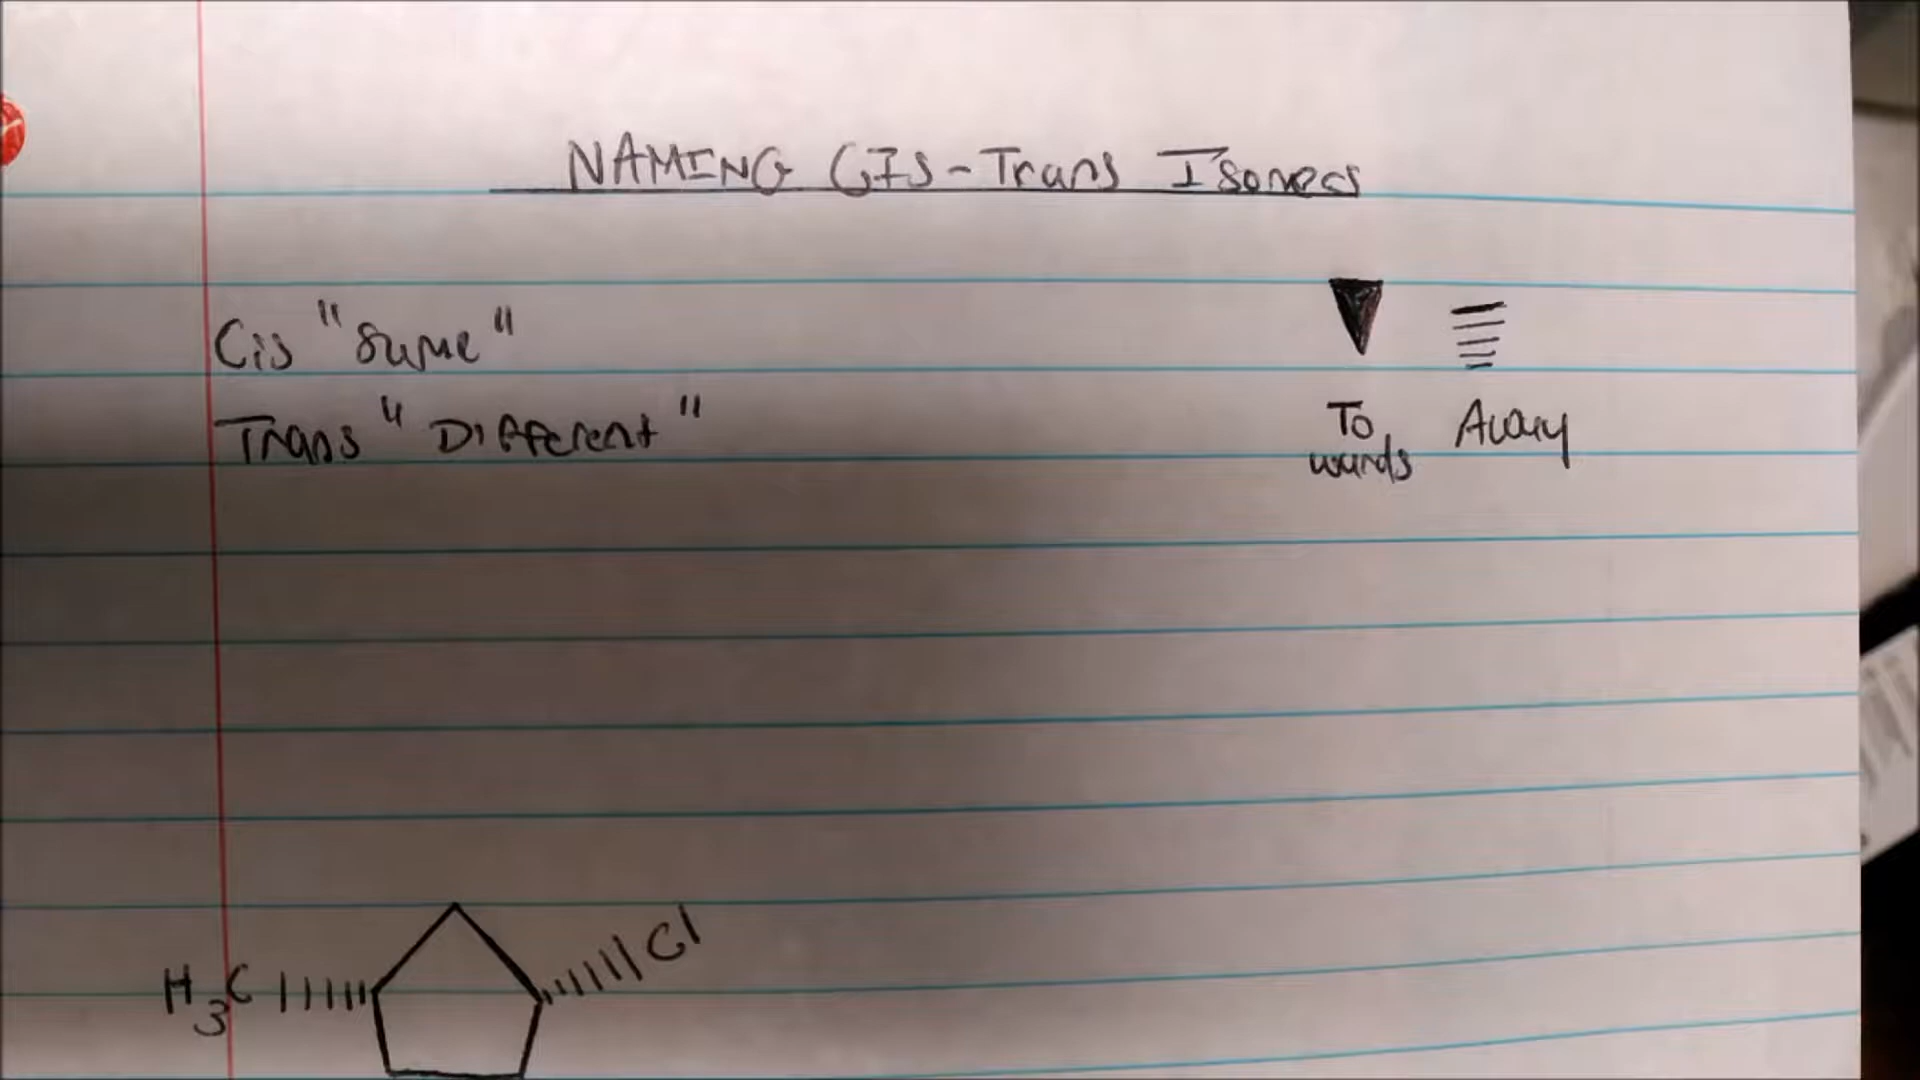 NAMING CIS-Trans Isomers
Cis "Same"
Trans "Different"
To
wards
Away
H3C
Cl